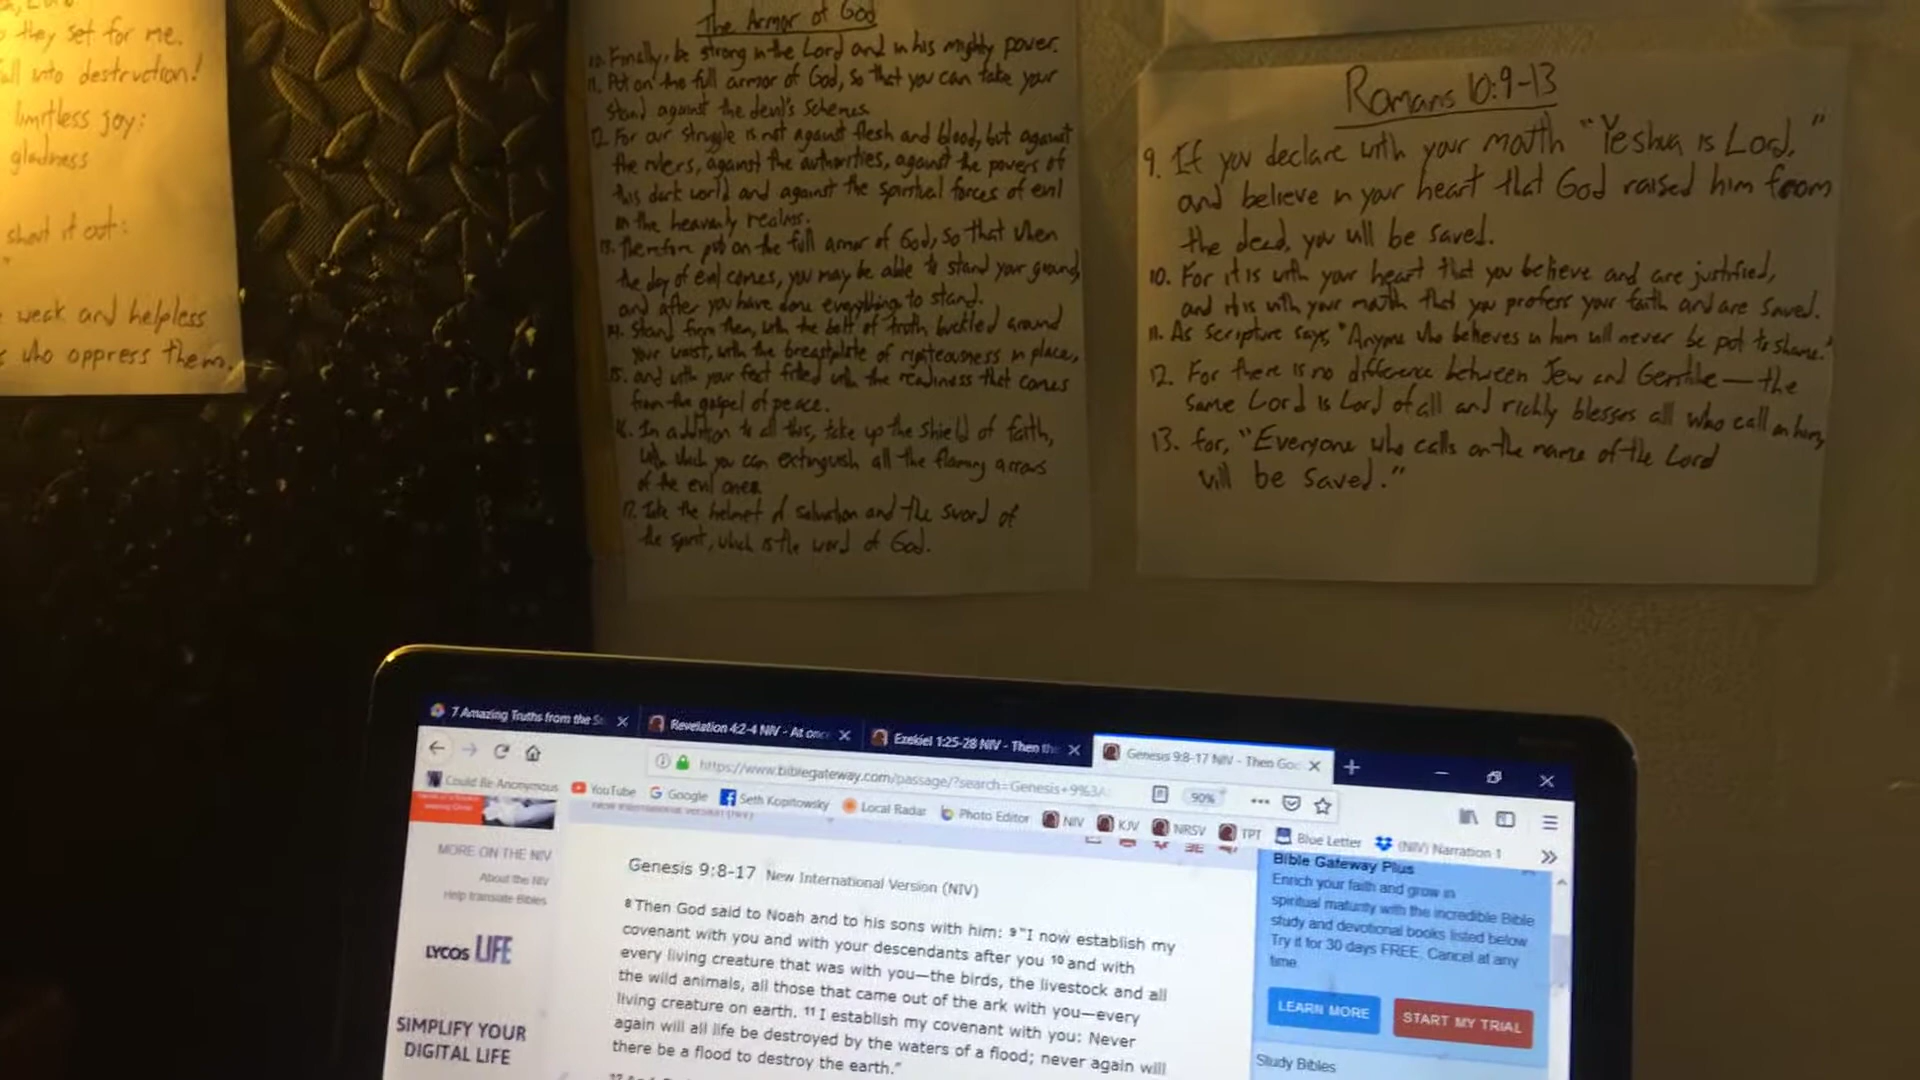 they set for me.
into destruction!
limitless joy:
gladness
shout it out:
weak and helpless
who oppress them.
The Armor of God
10. Finally, be strong in the Lord and in his mighty power.
11. Put on the full armor of God, so that you can take your
stand against the devil's schemes.
12. For our struggle is not against flesh and blood, but against
the rulers, against the authorities, against the powers of
this dark world and against the spiritual forces of evil
in the heavenly realms.
13. Therefore put on the full armor of God, so that when
the day of evil comes, you may be able to stand your ground,
and after you have done everything to stand.
14. Stand firm then, with the belt of truth buckled around
your waist, with the breastplate of righteousness in place,
15. and with your feet fitted with the readiness that comes
from the gospel of peace.
16. In addition to all this, take up the shield of faith,
with which you can extinguish all the flaming arrows
of the evil one.
17. Take the helmet of salvation and the sword of
the spirit, which is the word of God.
Romans 10:9-13
9. If you declare with your mouth "Yeshua is Lord,"
and believe in your heart that God raised him from
the dead, you will be saved.
10. For it is with your heart that you believe and are justified,
and it is with your mouth that you profess your faith and are saved.
11. As Scripture says, "Anyone who believes in him will never be put to shame."
12. For there is no difference between Jew and Gentile—the
same Lord is Lord of all and richly blesses all who call on him,
13. for, "Everyone who calls on the name of the Lord
will be saved."
7 Amazing Truths from the
Revelation 4:2-4 NIV - At once
Ezekiel 1:25-28 NIV - Then the
Genesis 9:8-17 NIV - Then God
https://www.biblegateway.com/passage/?search=Genesis+9%3A
90%
Could Be Anonymous
YouTube
Google
Seth Kopitowsky
Local Radar
Photo Editor
NIV
KJV
NRSV
TPT
Blue Letter
(NIV) Narration 1
New International Version (NIV)
MORE ON THE NIV
About the NIV
Help translate Bibles
LYCOS LIFE
SIMPLIFY YOUR
DIGITAL LIFE
Genesis 9:8-17 New International Version (NIV)
8 Then God said to Noah and to his sons with him: 9 "I now establish my
covenant with you and with your descendants after you 10 and with
every living creature that was with you—the birds, the livestock and all
the wild animals, all those that came out of the ark with you—every
living creature on earth. 11 I establish my covenant with you: Never
again will all life be destroyed by the waters of a flood; never again will
there be a flood to destroy the earth."
Bible Gateway Plus
Enrich your faith and grow in
spiritual maturity with the incredible Bible
study and devotional books listed below.
Try it for 30 days FREE. Cancel at any
time.
LEARN MORE
START MY TRIAL
Study Bibles